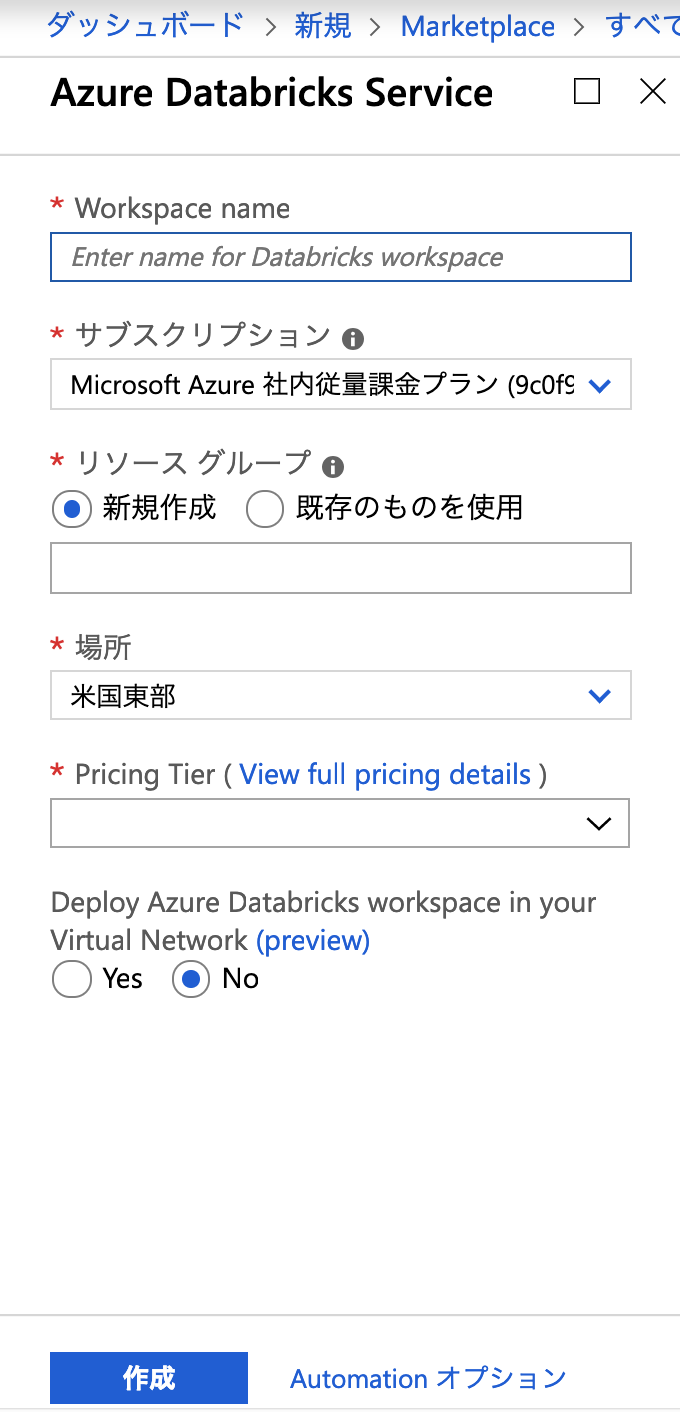 ダッシュボード > 新規 > Marketplace > すべて
Azure Databricks Service
* Workspace name
Enter name for Databricks workspace
* サブスクリプション
Microsoft Azure 社内従量課金プラン (9c0f9
* リソース グループ
新規作成 既存のものを使用
* 場所
米国東部
* Pricing Tier ( View full pricing details )
Deploy Azure Databricks workspace in your
Virtual Network (preview)
Yes No
作成 Automation オプション